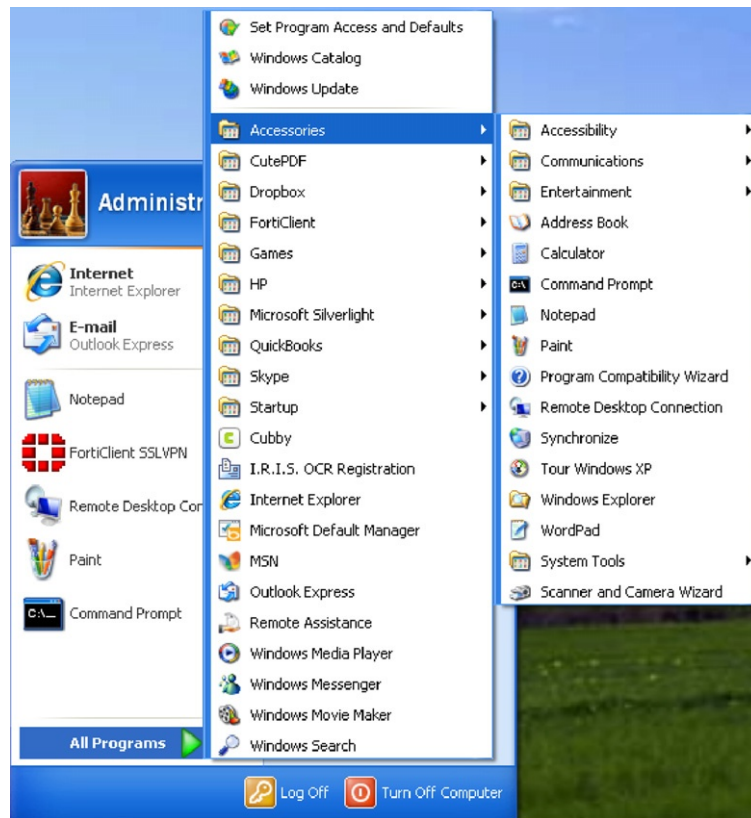 Set Program Access and Defaults
Windows Catalog
Windows Update
Accessories
CutePDF
Dropbox
FortiClient
Games
HP
Microsoft Silverlight
QuickBooks
Skype
Startup
Cubby
I.R.I.S. OCR Registration
Internet Explorer
Microsoft Default Manager
MSN
Outlook Express
Remote Assistance
Windows Media Player
Windows Messenger
Windows Movie Maker
Windows Search
Accessibility
Communications
Entertainment
Address Book
Calculator
Command Prompt
Notepad
Paint
Program Compatibility Wizard
Remote Desktop Connection
Synchronize
Tour Windows XP
Windows Explorer
WordPad
System Tools
Scanner and Camera Wizard
Administr
Internet
Internet Explorer
E-mail
Outlook Express
Notepad
FortiClient SSLVPN
Remote Desktop Cor
Paint
C:\_
Command Prompt
All Programs
Log Off
Turn Off Computer